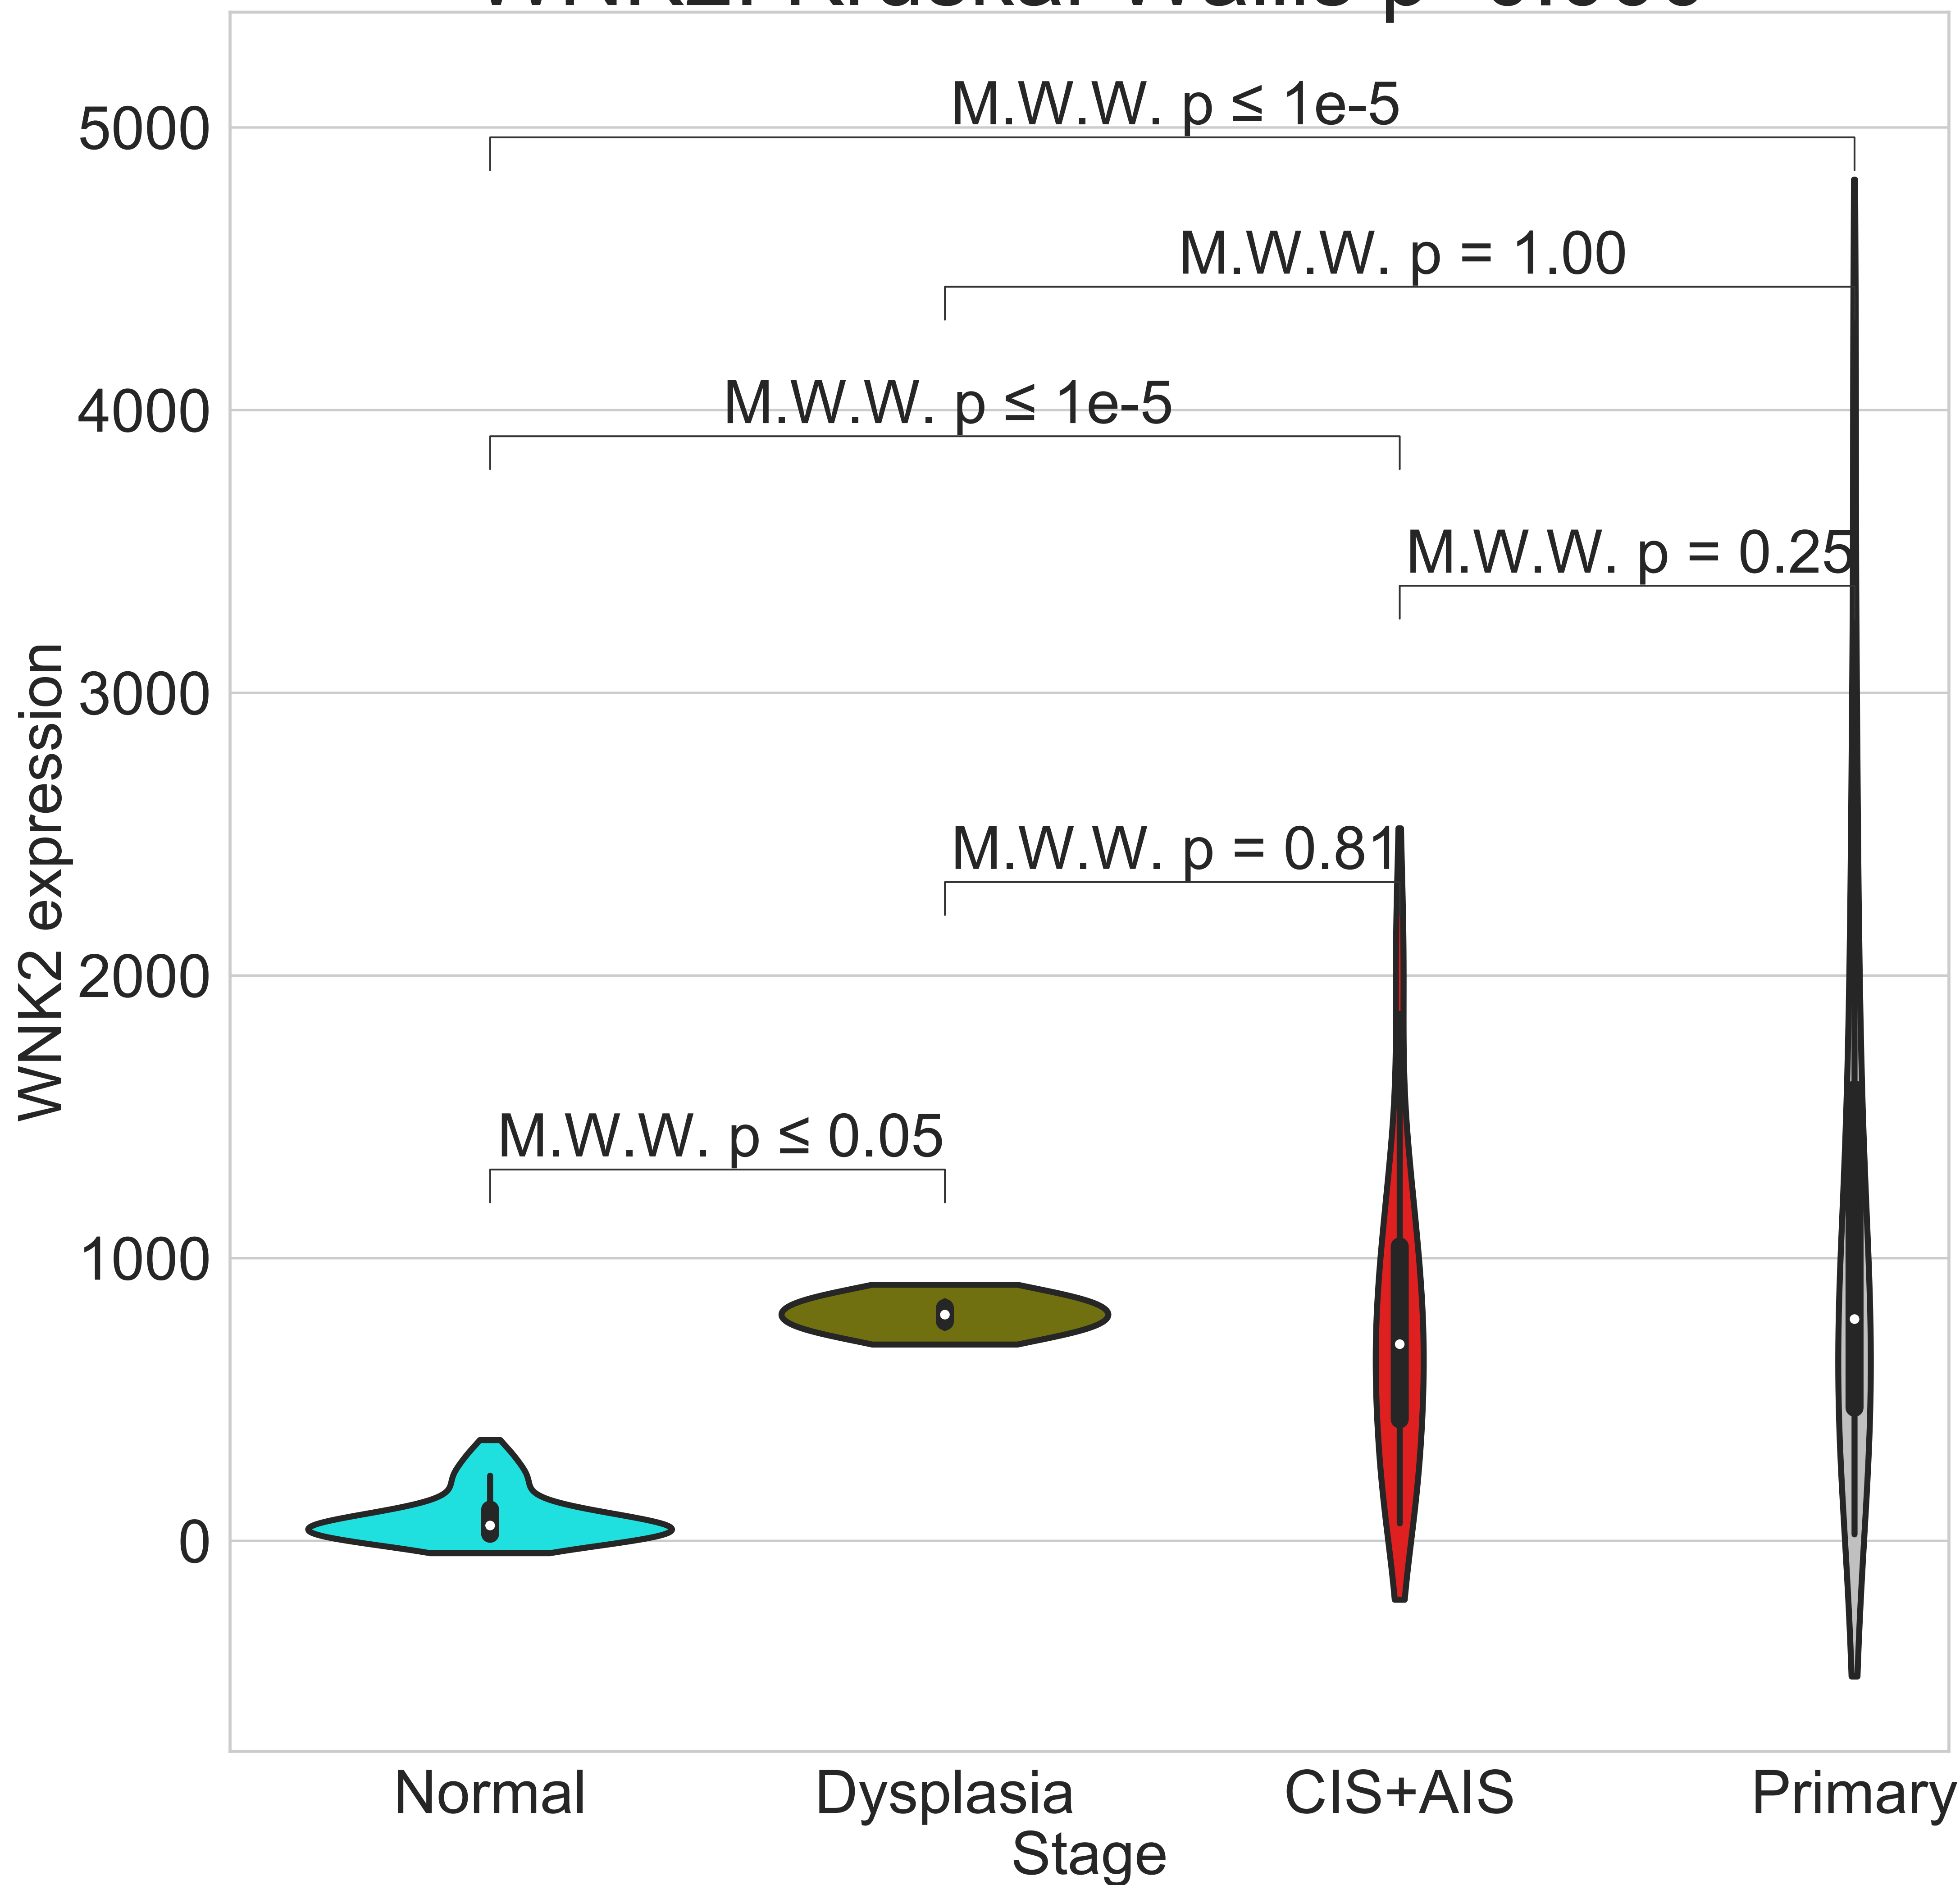 M.W.W. p ≤ 1e-5
5000
M.W.W. p = 1.00
M.W.W. p ≤ 1e-5
4000
M.W.W. p = 0.25
3000
M.W.W. p = 0.81
2000
WNK2 expression
M.W.W. p ≤ 0.05
1000
0
Normal Dysplasia CIS+AIS Primary
Stage